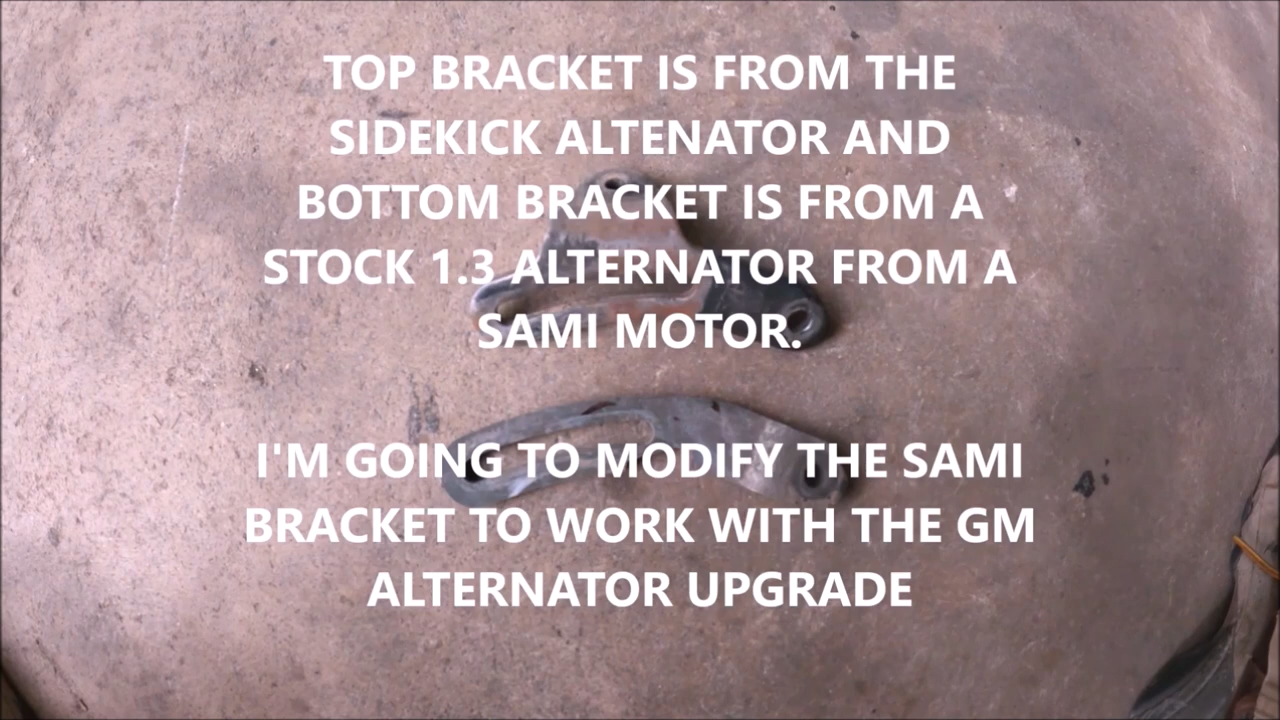 TOP BRACKET IS FROM THE
SIDEKICK ALTENATOR AND
BOTTOM BRACKET IS FROM A
STOCK 1.3 ALTERNATOR FROM A
SAMI MOTOR.
I'M GOING TO MODIFY THE SAMI
BRACKET TO WORK WITH THE GM
ALTERNATOR UPGRADE